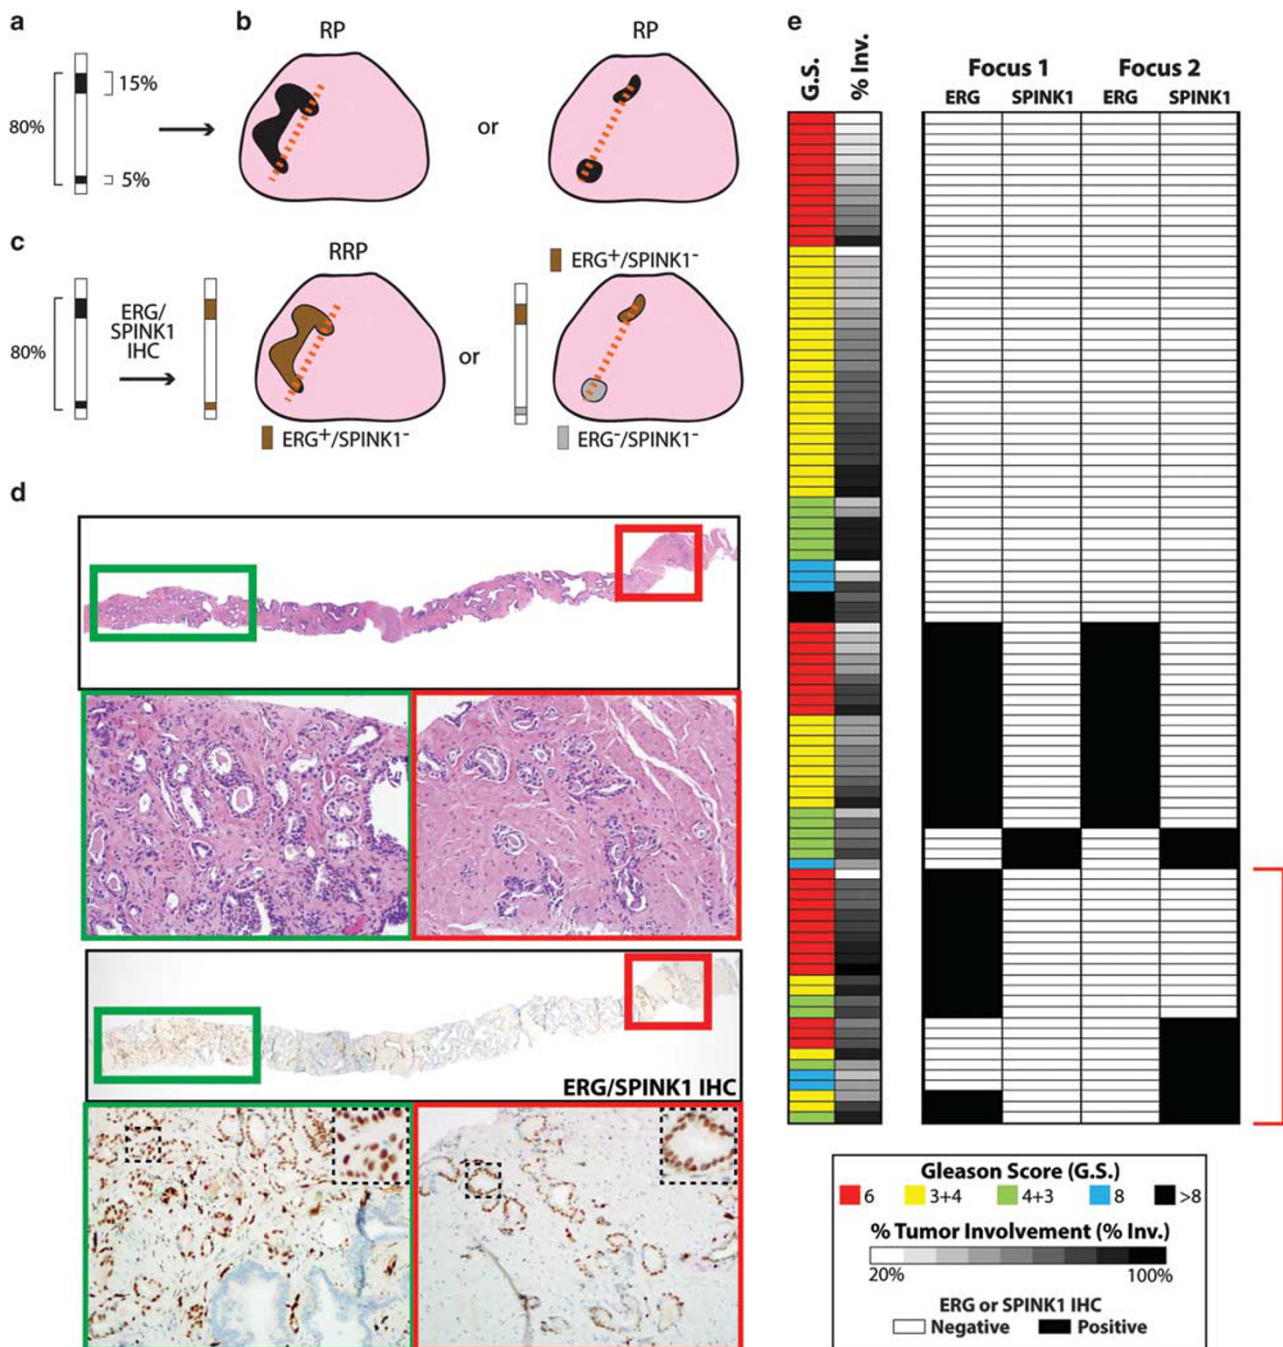 a
b
RP
RP
15%
80%
or
5%
c
RRP
ERG+/SPINK1-
ERG/
SPINK1
IHC
80%
or
ERG+/SPINK1-
ERG-/SPINK1-
d
ERG/SPINK1 IHC
e
G.S.
% Inv.
Focus 1
Focus 2
ERG
SPINK1
ERG
SPINK1
Gleason Score (G.S.)
6
3+4
4+3
8
>8
% Tumor Involvement (% Inv.)
20%
100%
ERG or SPINK1 IHC
Negative
Positive